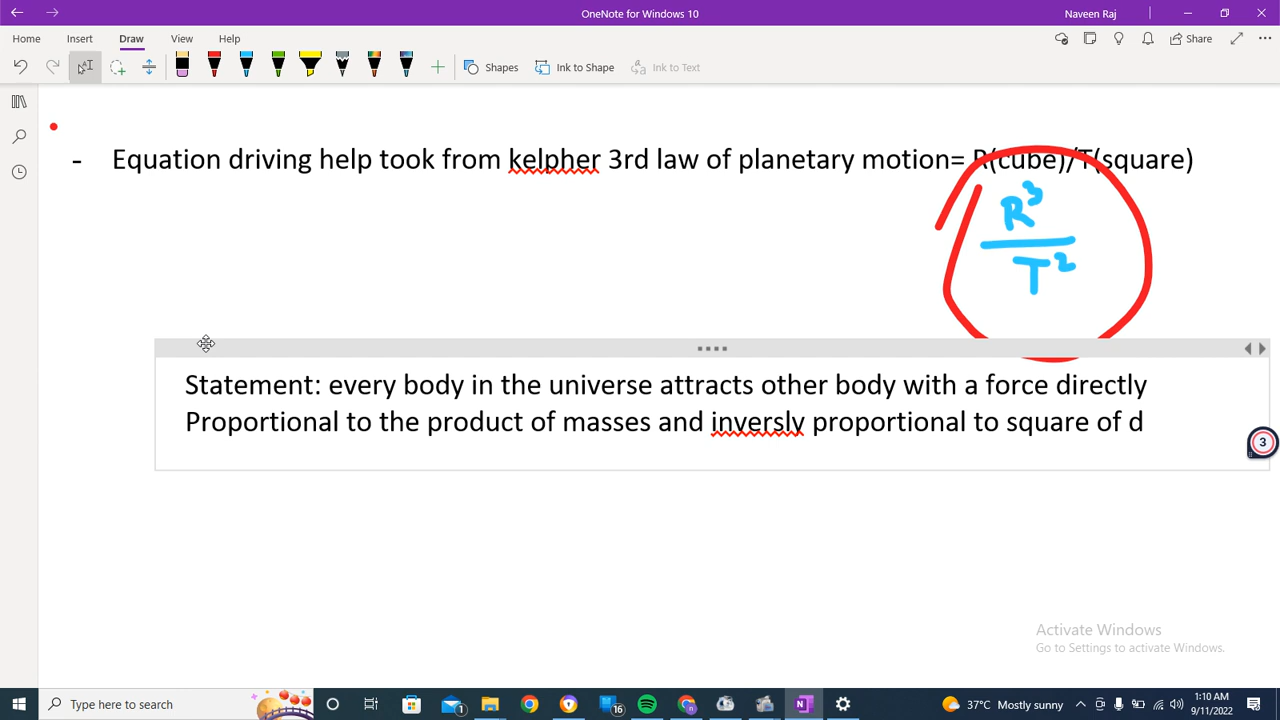 OneNote for Windows 10
Naveen Raj
Home Insert Draw View Help
Share
Shapes Ink to Shape Ink to Text
- Equation driving help took from kelpher 3rd law of planetary motion= R(cube)/T(square)
R³
T²
Statement: every body in the universe attracts other body with a force directly
Proportional to the product of masses and inversly proportional to square of d
3
Activate Windows
Go to Settings to activate Windows.
Type here to search
1
16
37°C Mostly sunny
1:10 AM
9/11/2022